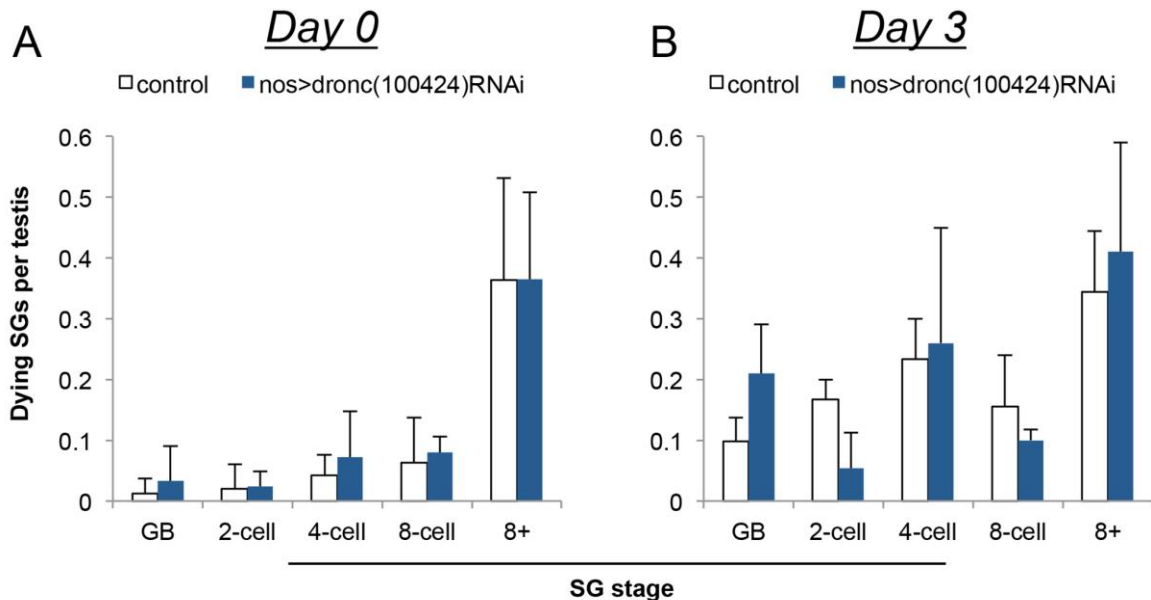 A
Day 0
control nos>dronc(100424)RNAi
Dying SGs per testis
0.6
0.5
0.4
0.3
0.2
0.1
0
GB 2-cell 4-cell 8-cell 8+
B
Day 3
control nos>dronc(100424)RNAi
0.6
0.5
0.4
0.3
0.2
0.1
0
GB 2-cell 4-cell 8-cell 8+
SG stage